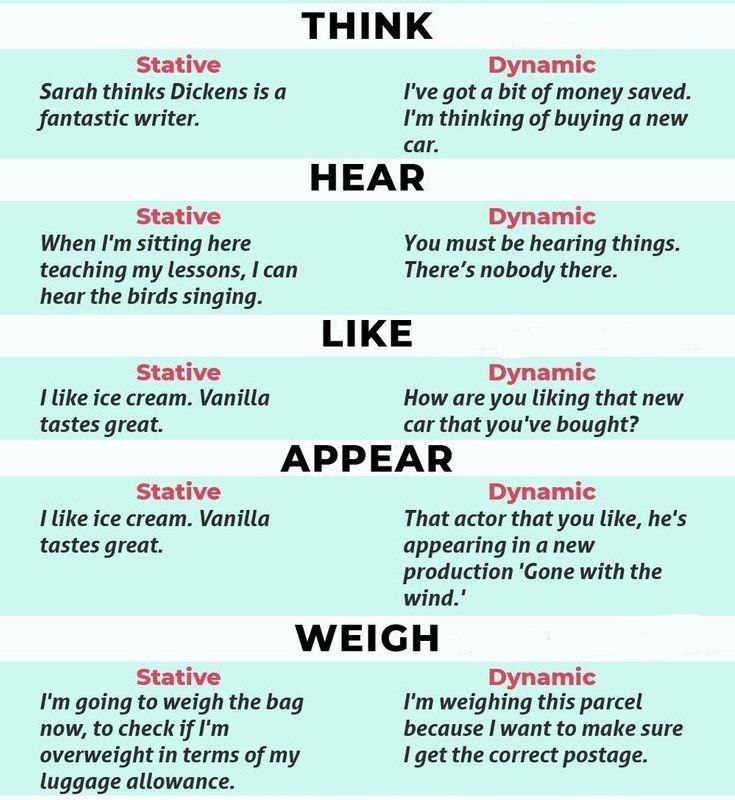 THINK
Stative
Sarah thinks Dickens is a
fantastic writer.
Dynamic
I've got a bit of money saved.
I'm thinking of buying a new
car.
HEAR
Stative
When I'm sitting here
teaching my lessons, I can
hear the birds singing.
Dynamic
You must be hearing things.
There’s nobody there.
LIKE
Stative
I like ice cream. Vanilla
tastes great.
Dynamic
How are you liking that new
car that you've bought?
APPEAR
Stative
I like ice cream. Vanilla
tastes great.
Dynamic
That actor that you like, he's
appearing in a new
production 'Gone with the
wind.'
WEIGH
Stative
I'm going to weigh the bag
now, to check if I'm
overweight in terms of my
luggage allowance.
Dynamic
I'm weighing this parcel
because I want to make sure
I get the correct postage.